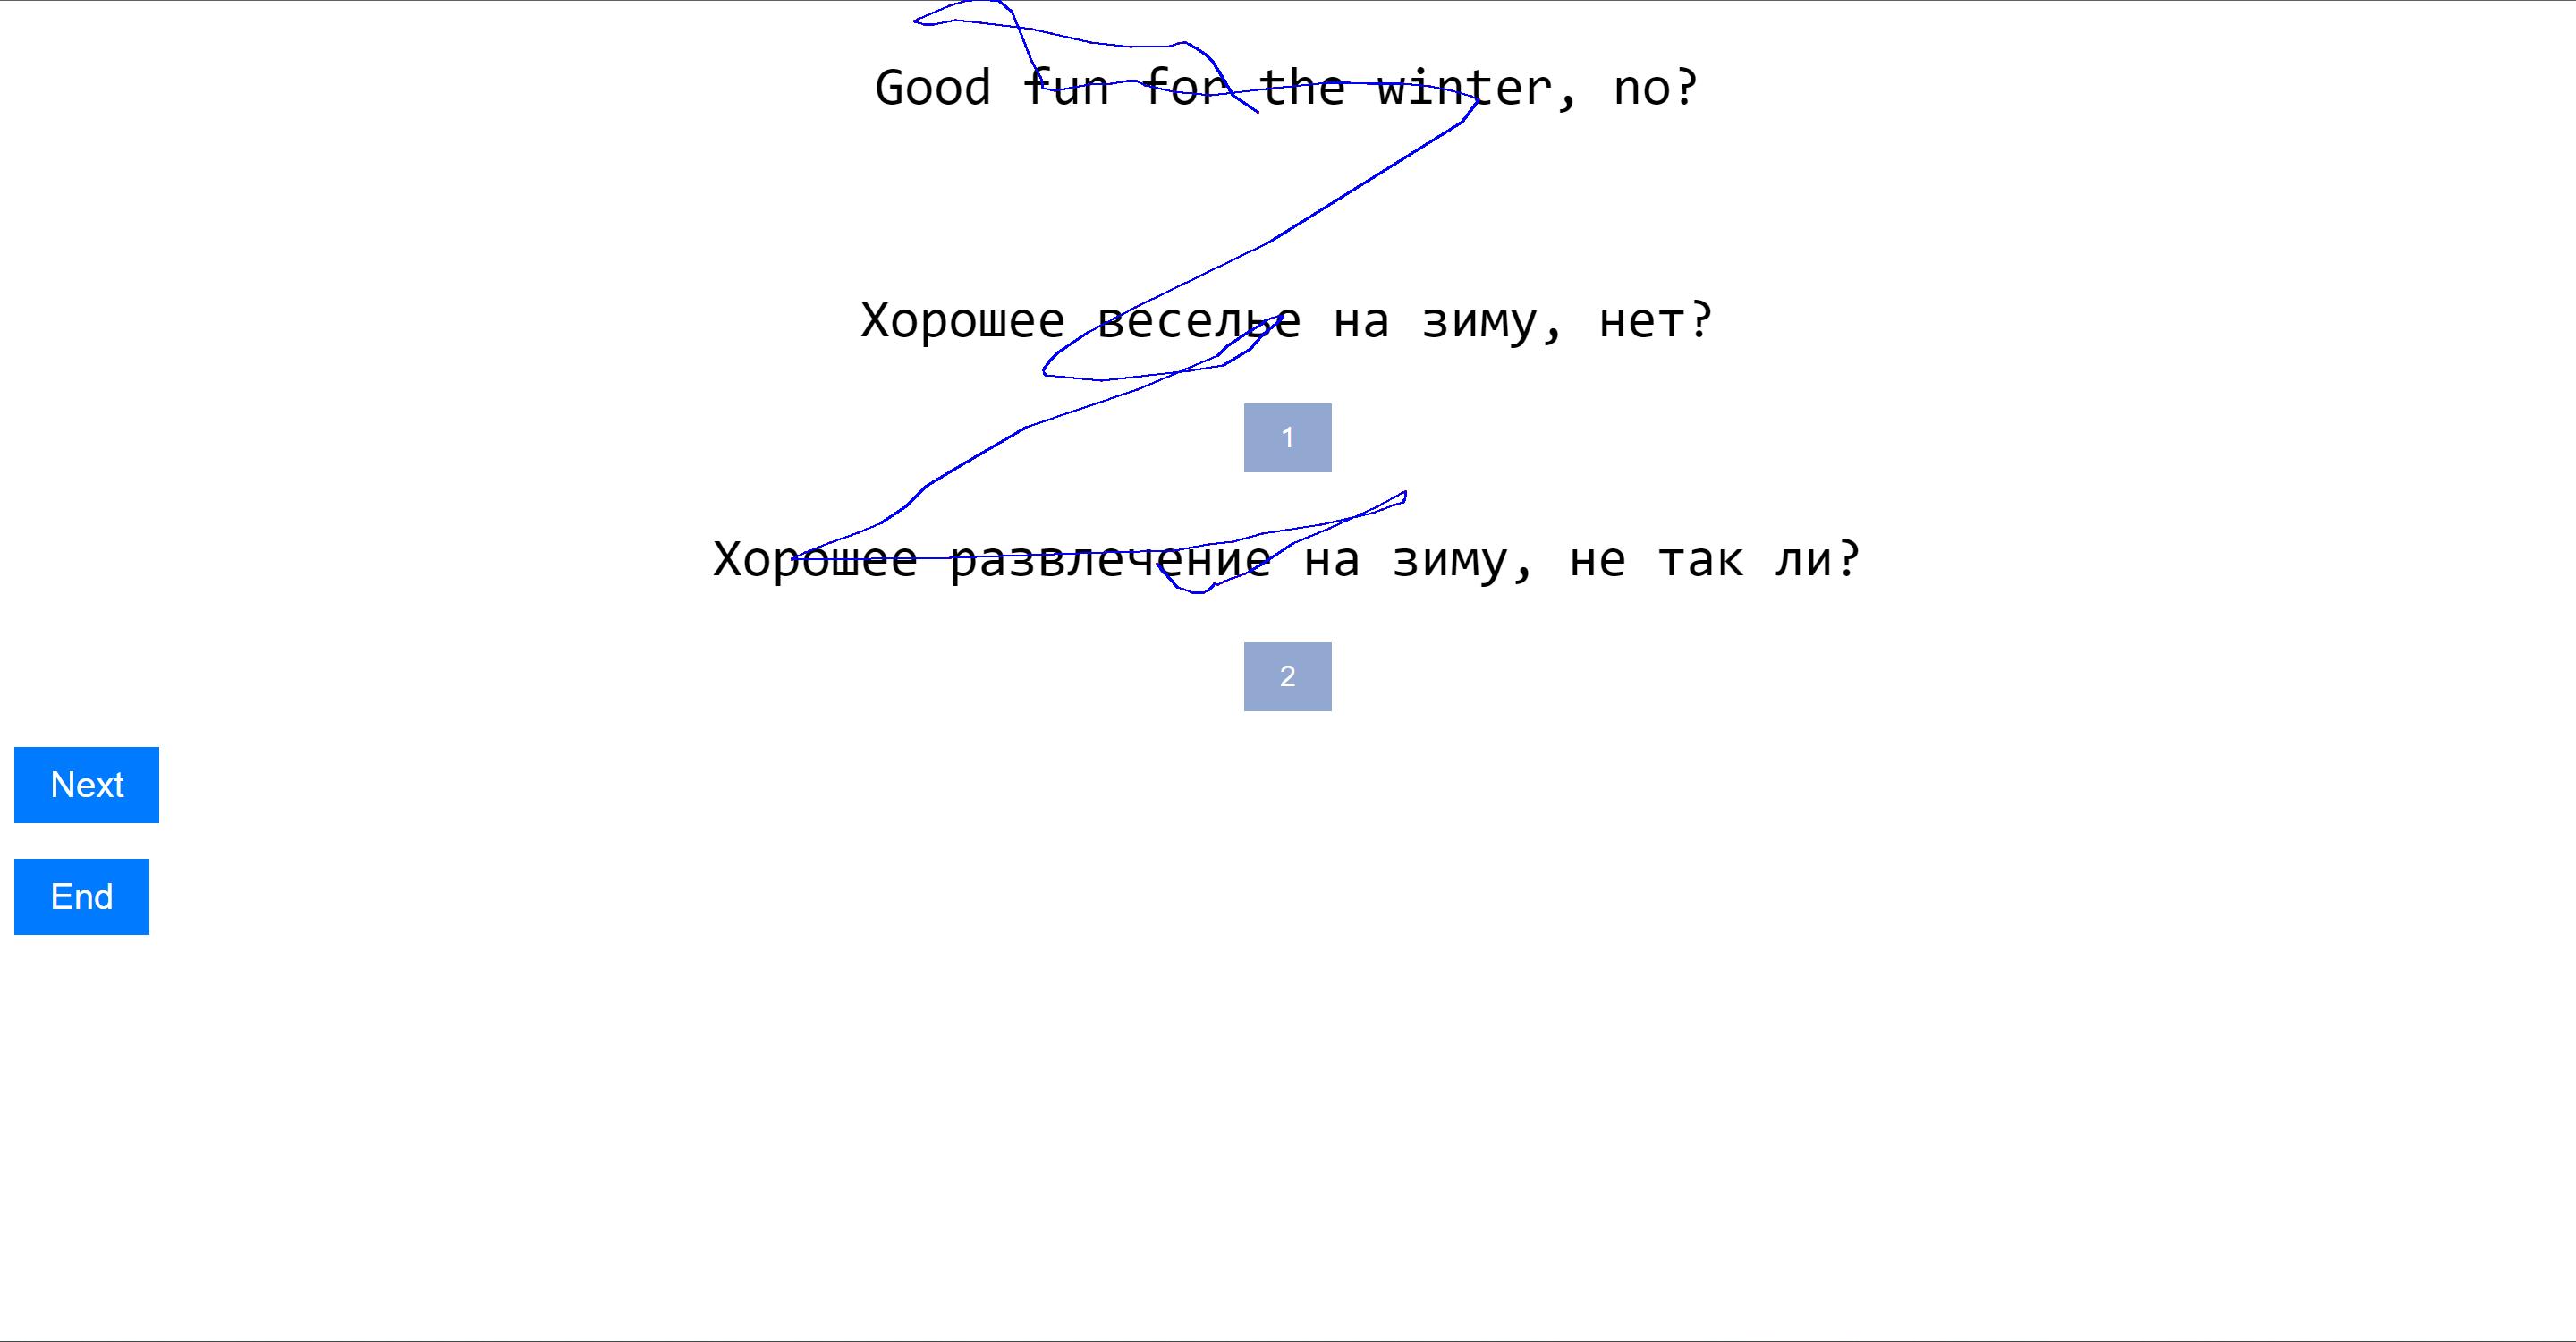 Good fun for the winter, no?
Хорошее веселье на зиму, нет?
1
Хорошее развлечение на зиму, не так ли?
2
Next
End